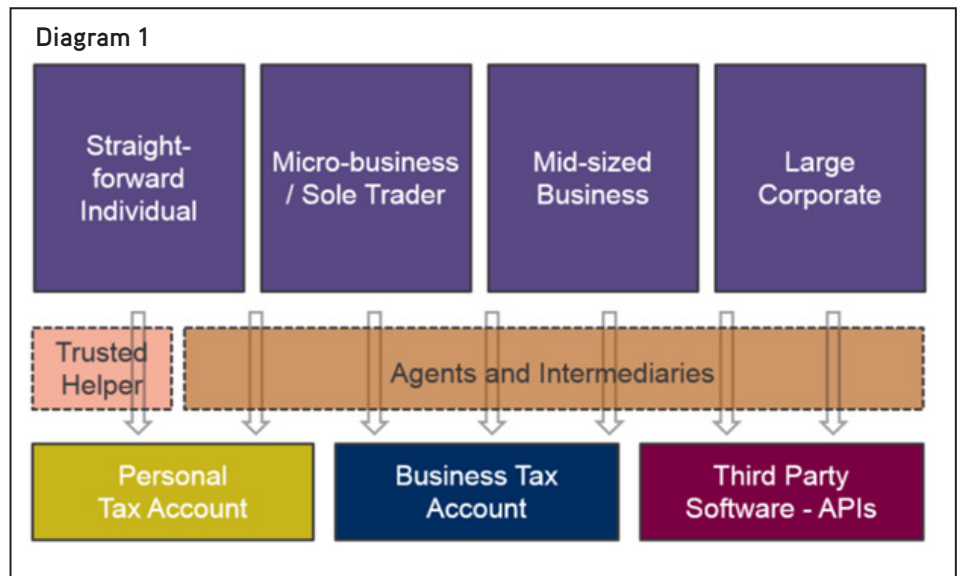 Diagram 1
Straight-
forward
Individual
Micro-business
/ Sole Trader
Mid-sized
Business
Large
Corporate
Trusted
Helper
Agents and Intermediaries
Personal
Tax Account
Business Tax
Account
Third Party
Software - APIs